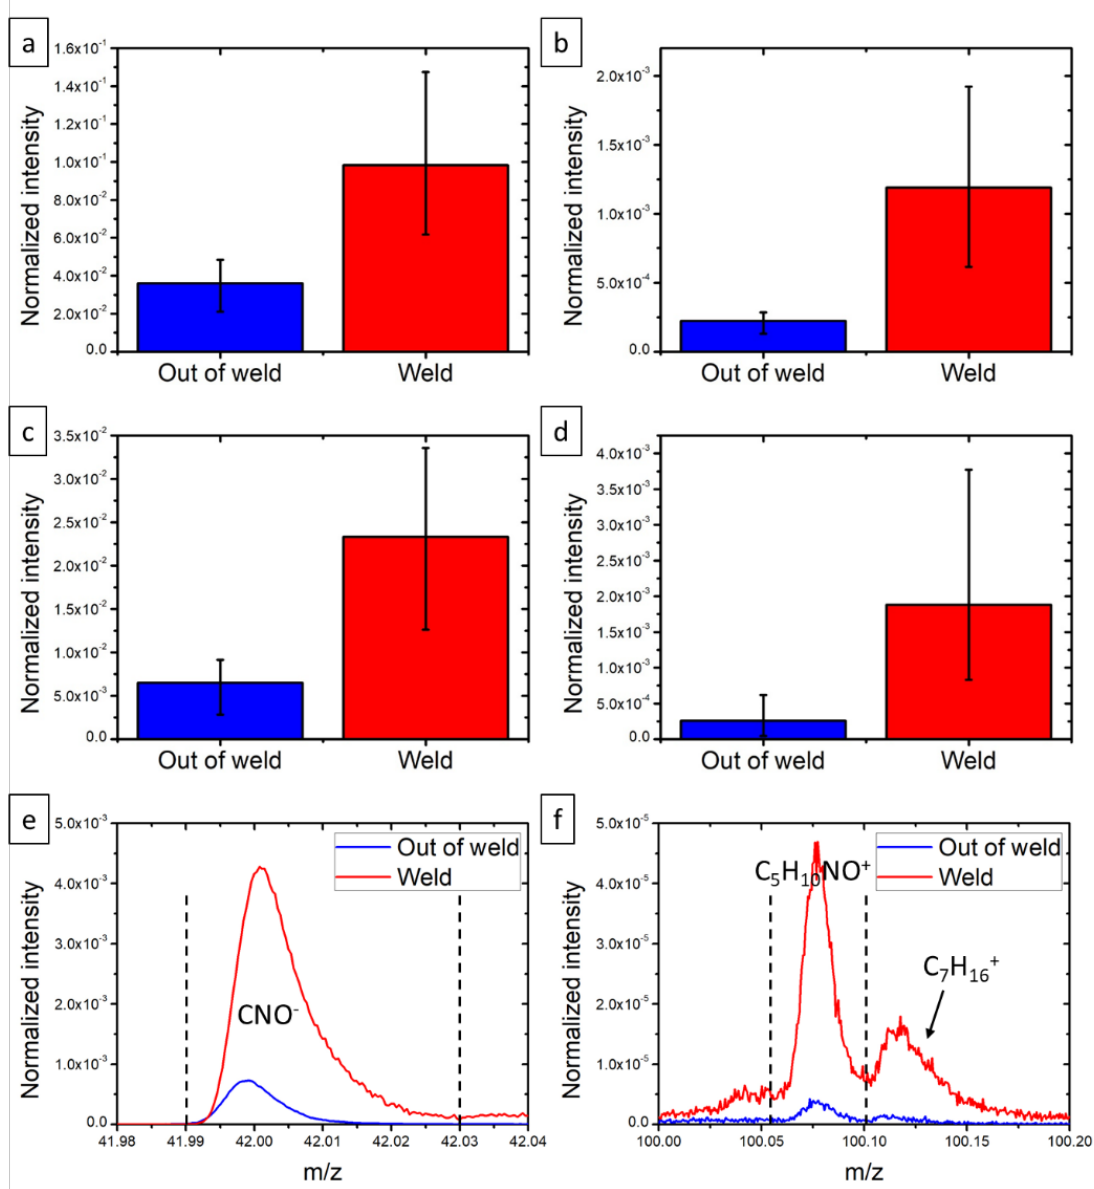 a
Normalized intensity
1.6x10⁻¹
1.4x10⁻¹
1.2x10⁻¹
1.0x10⁻¹
8.0x10⁻²
6.0x10⁻²
4.0x10⁻²
2.0x10⁻²
0.0
Out of weld
Weld
b
Normalized intensity
2.0x10⁻³
1.5x10⁻³
1.0x10⁻³
5.0x10⁻⁴
0.0
Out of weld
Weld
c
Normalized intensity
3.5x10⁻²
3.0x10⁻²
2.5x10⁻²
2.0x10⁻²
1.5x10⁻²
1.0x10⁻²
5.0x10⁻³
0.0
Out of weld
Weld
d
Normalized intensity
4.0x10⁻³
3.5x10⁻³
3.0x10⁻³
2.5x10⁻³
2.0x10⁻³
1.5x10⁻³
1.0x10⁻³
5.0x10⁻⁴
0.0
Out of weld
Weld
e
Normalized intensity
5.0x10⁻³
4.0x10⁻³
3.0x10⁻³
2.0x10⁻³
1.0x10⁻³
0.0
Out of weld
Weld
CNO⁻
41.98 41.99 42.00 42.01 42.02 42.03 42.04
m/z
f
Normalized intensity
5.0x10⁻⁵
4.0x10⁻⁵
3.0x10⁻⁵
2.0x10⁻⁵
1.0x10⁻⁵
0.0
Out of weld
Weld
C₅H₁₀NO⁺
C₇H₁₆⁺
100.00 100.05 100.10 100.15 100.20
m/z